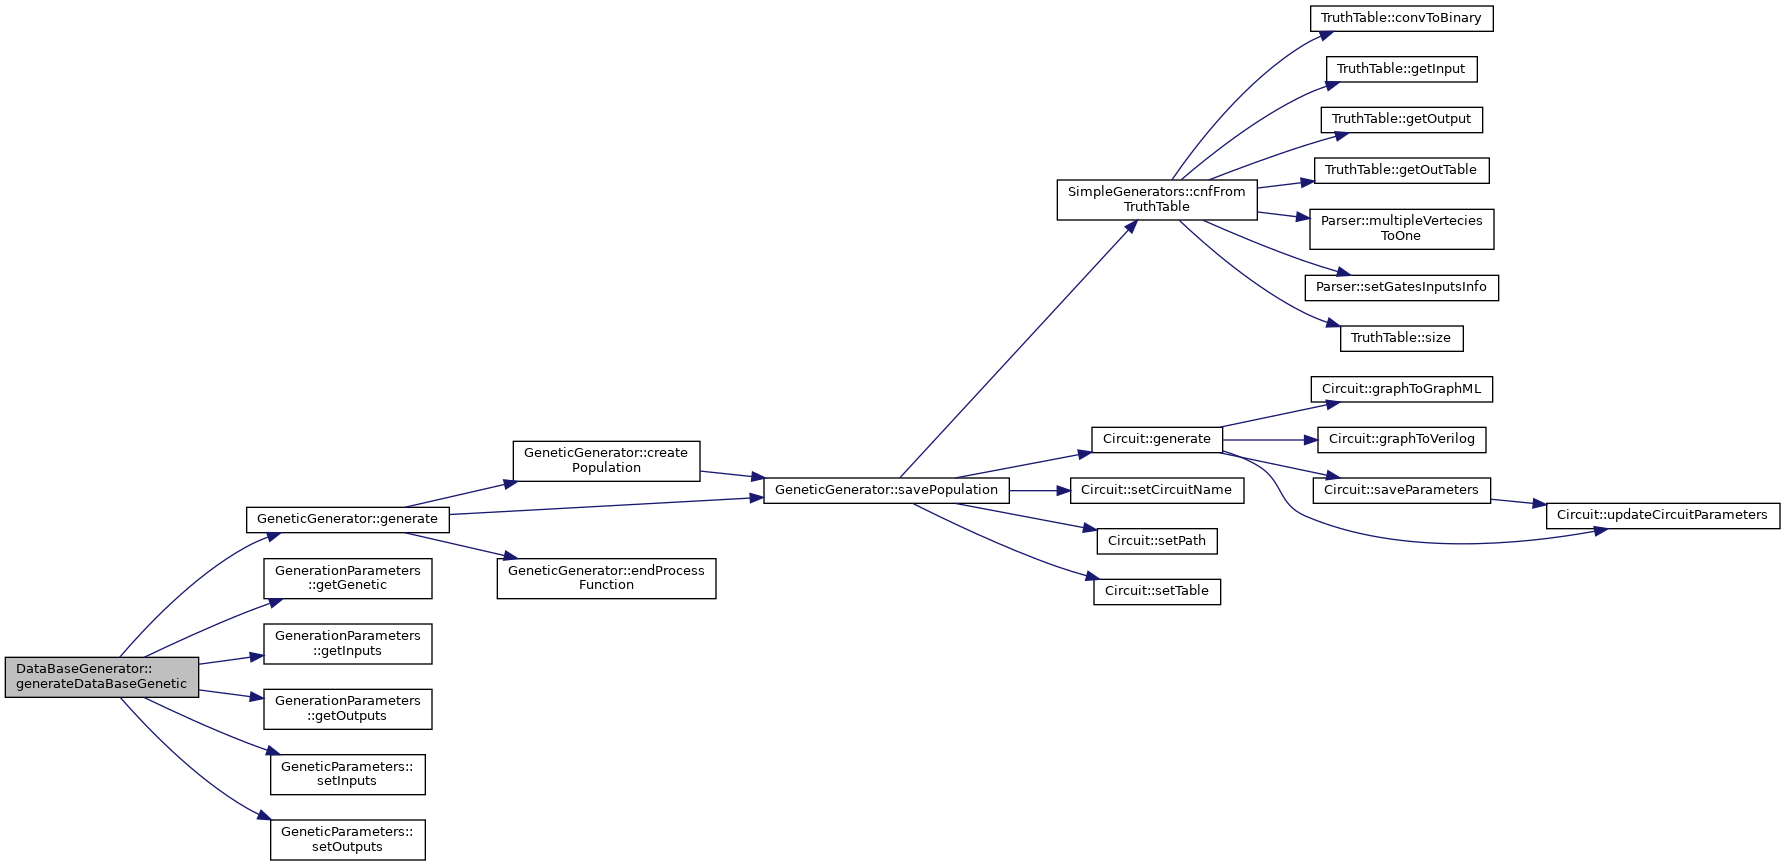 TruthTable::convToBinary
TruthTable::getInput
TruthTable::getOutput
TruthTable::getOutTable
SimpleGenerators::cnfFrom
TruthTable
Parser::multipleVertecies
ToOne
Parser::setGatesInputsInfo
TruthTable::size
Circuit::graphToGraphML
Circuit::generate
Circuit::graphToVerilog
GeneticGenerator::create
Population
GeneticGenerator::savePopulation
Circuit::setCircuitName
Circuit::saveParameters
Circuit::updateCircuitParameters
GeneticGenerator::generate
Circuit::setPath
GeneticGenerator::endProcess
Function
GenerationParameters
::getGenetic
Circuit::setTable
GenerationParameters
::getInputs
DataBaseGenerator::
generateDataBaseGenetic
GenerationParameters
::getOutputs
GeneticParameters::
setInputs
GeneticParameters::
setOutputs